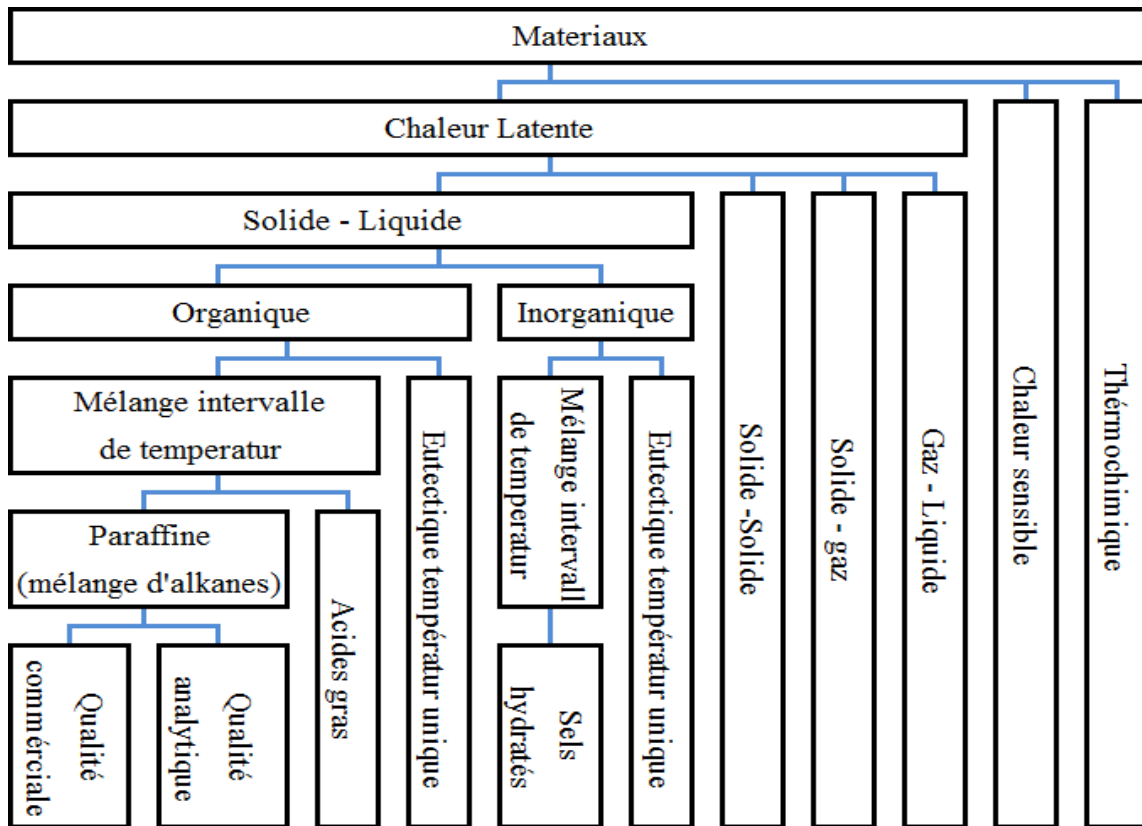 Materiaux
Chaleur Latente
Solide - Liquide
Organique
Inorganique
Mélange intervalle
de temperatur
Paraffine
(mélange d'alkanes)
Qualité
commérciale
Qualité
analytique
Acides gras
Eutectique températur unique
Mélange intervall
de temperatur
Sels
hydratés
Eutectique températur unique
Solide -Solide
Solide - gaz
Gaz - Liquide
Chaleur sensible
Thérmochimique